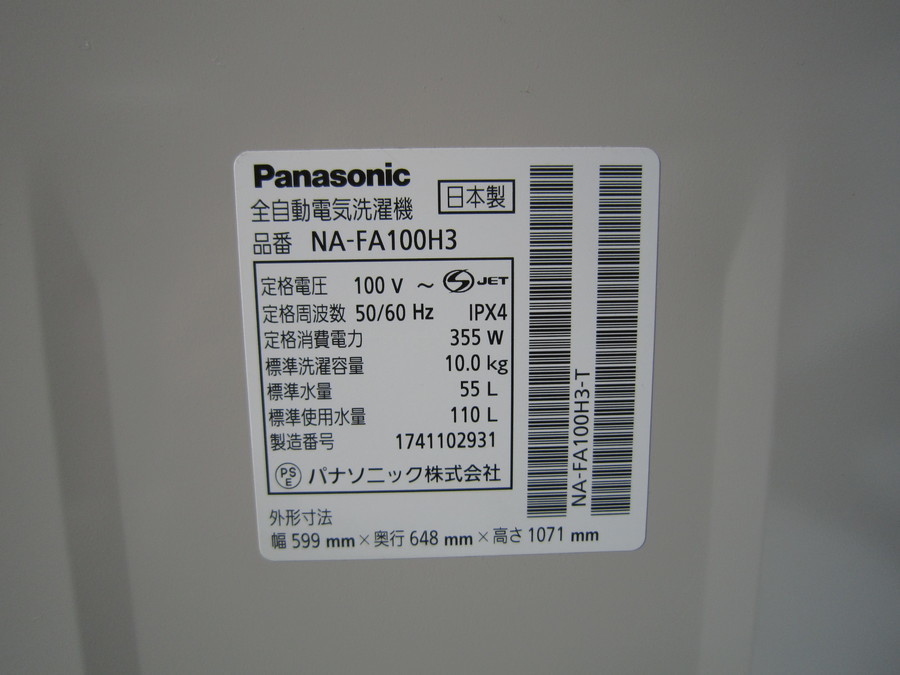 Panasonic
日本製
全自動電気洗濯機
品番 NA-FA100H3
定格電圧 100 V ～ S JET
定格周波数 50/60 Hz IPX4
定格消費電力 355 W
標準洗濯容量 10.0 kg
標準水量 55 L
標準使用水量 110 L
製造番号 1741102931
PS E パナソニック株式会社
外形寸法
幅 599 mm×奥行 648 mm×高さ 1071 mm
NA-FA100H3-T